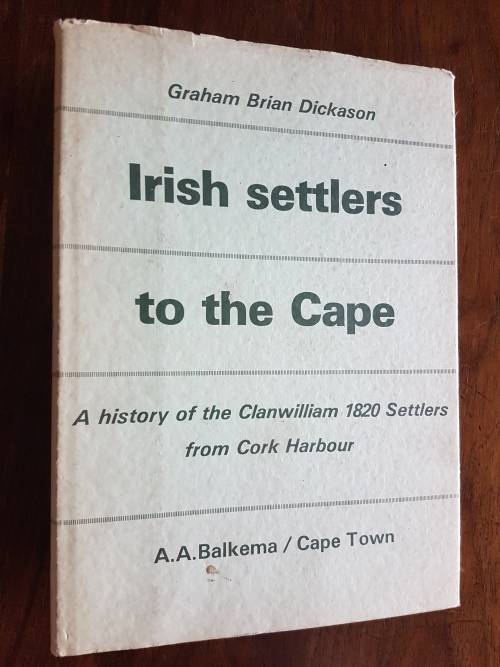 Graham Brian Dickason
Irish settlers
to the Cape
A history of the Clanwilliam 1820 Settlers
from Cork Harbour
A.A.Balkema / Cape Town